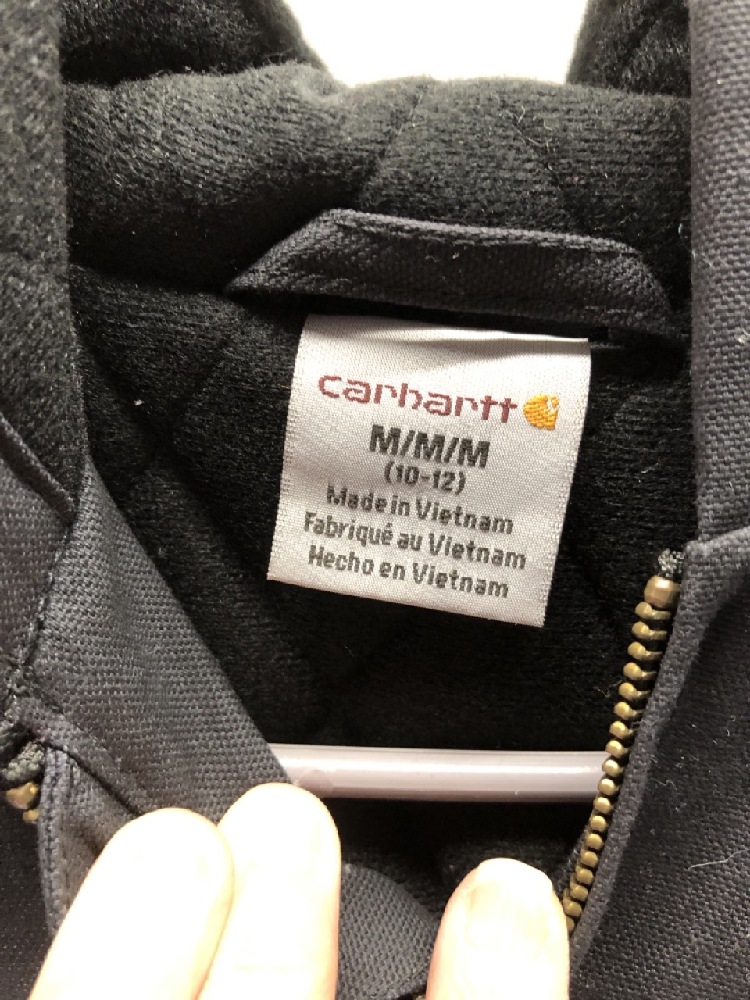 carhartt
M/M/M
(10-12)
Made in Vietnam
Fabriqué au Vietnam
Hecho en Vietnam